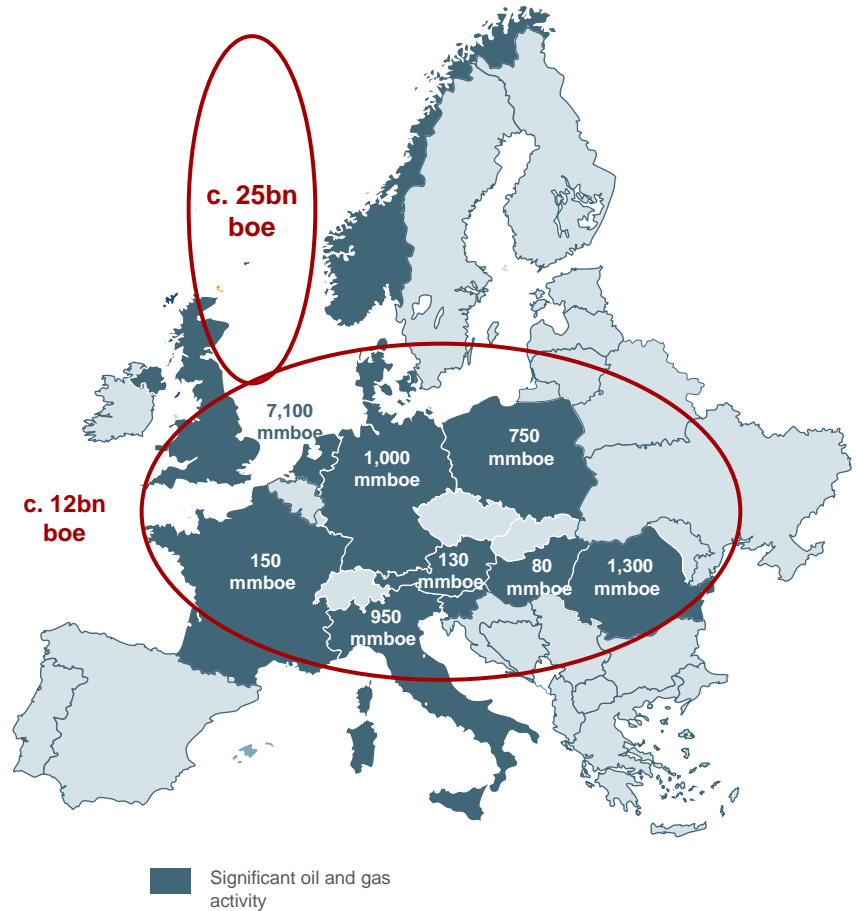 c. 25bn
boe
7,100
mmboe
750
mmboe
1,000
mmboe
c. 12bn
boe
150
mmboe
130
mmboe
80
mmboe
1,300
mmboe
950
mmboe
Significant oil and gas
activity